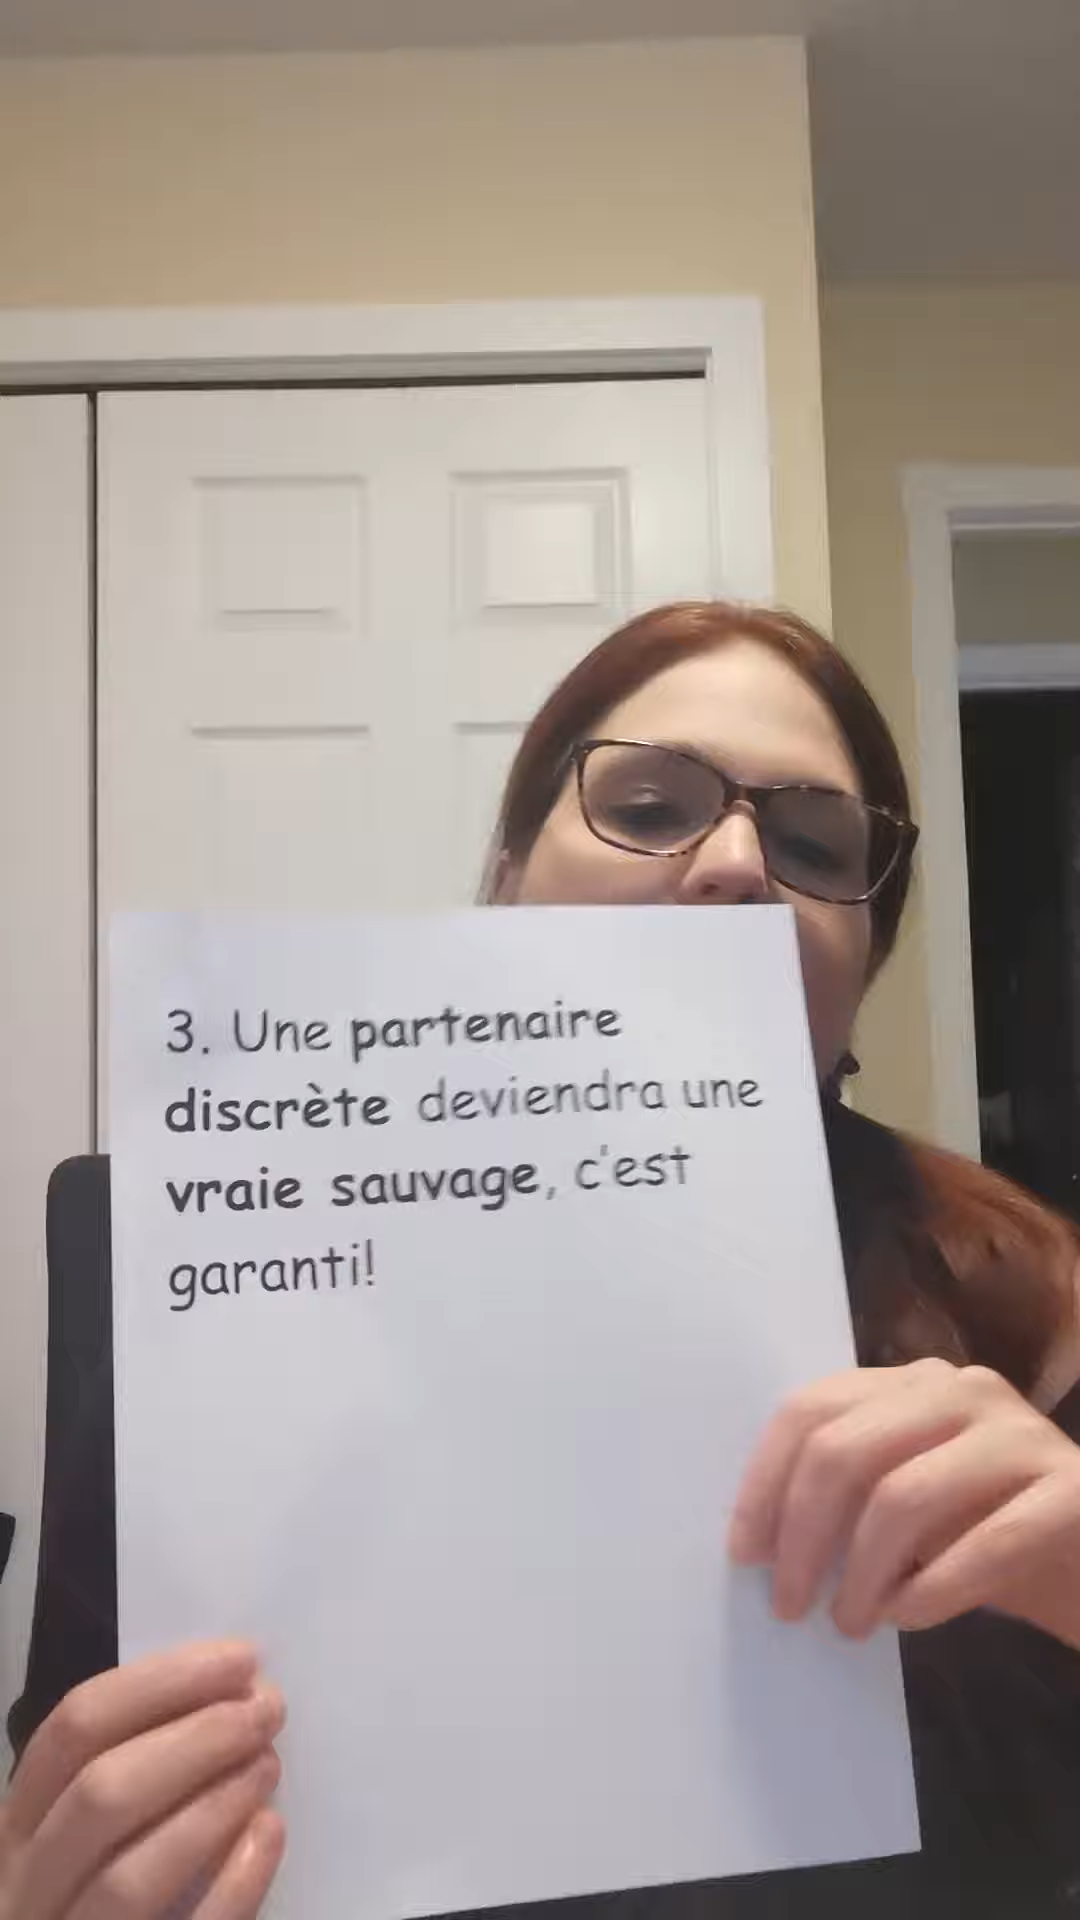 3. Une partenaire
discrète deviendra une
vraie sauvage, c'est
garanti!